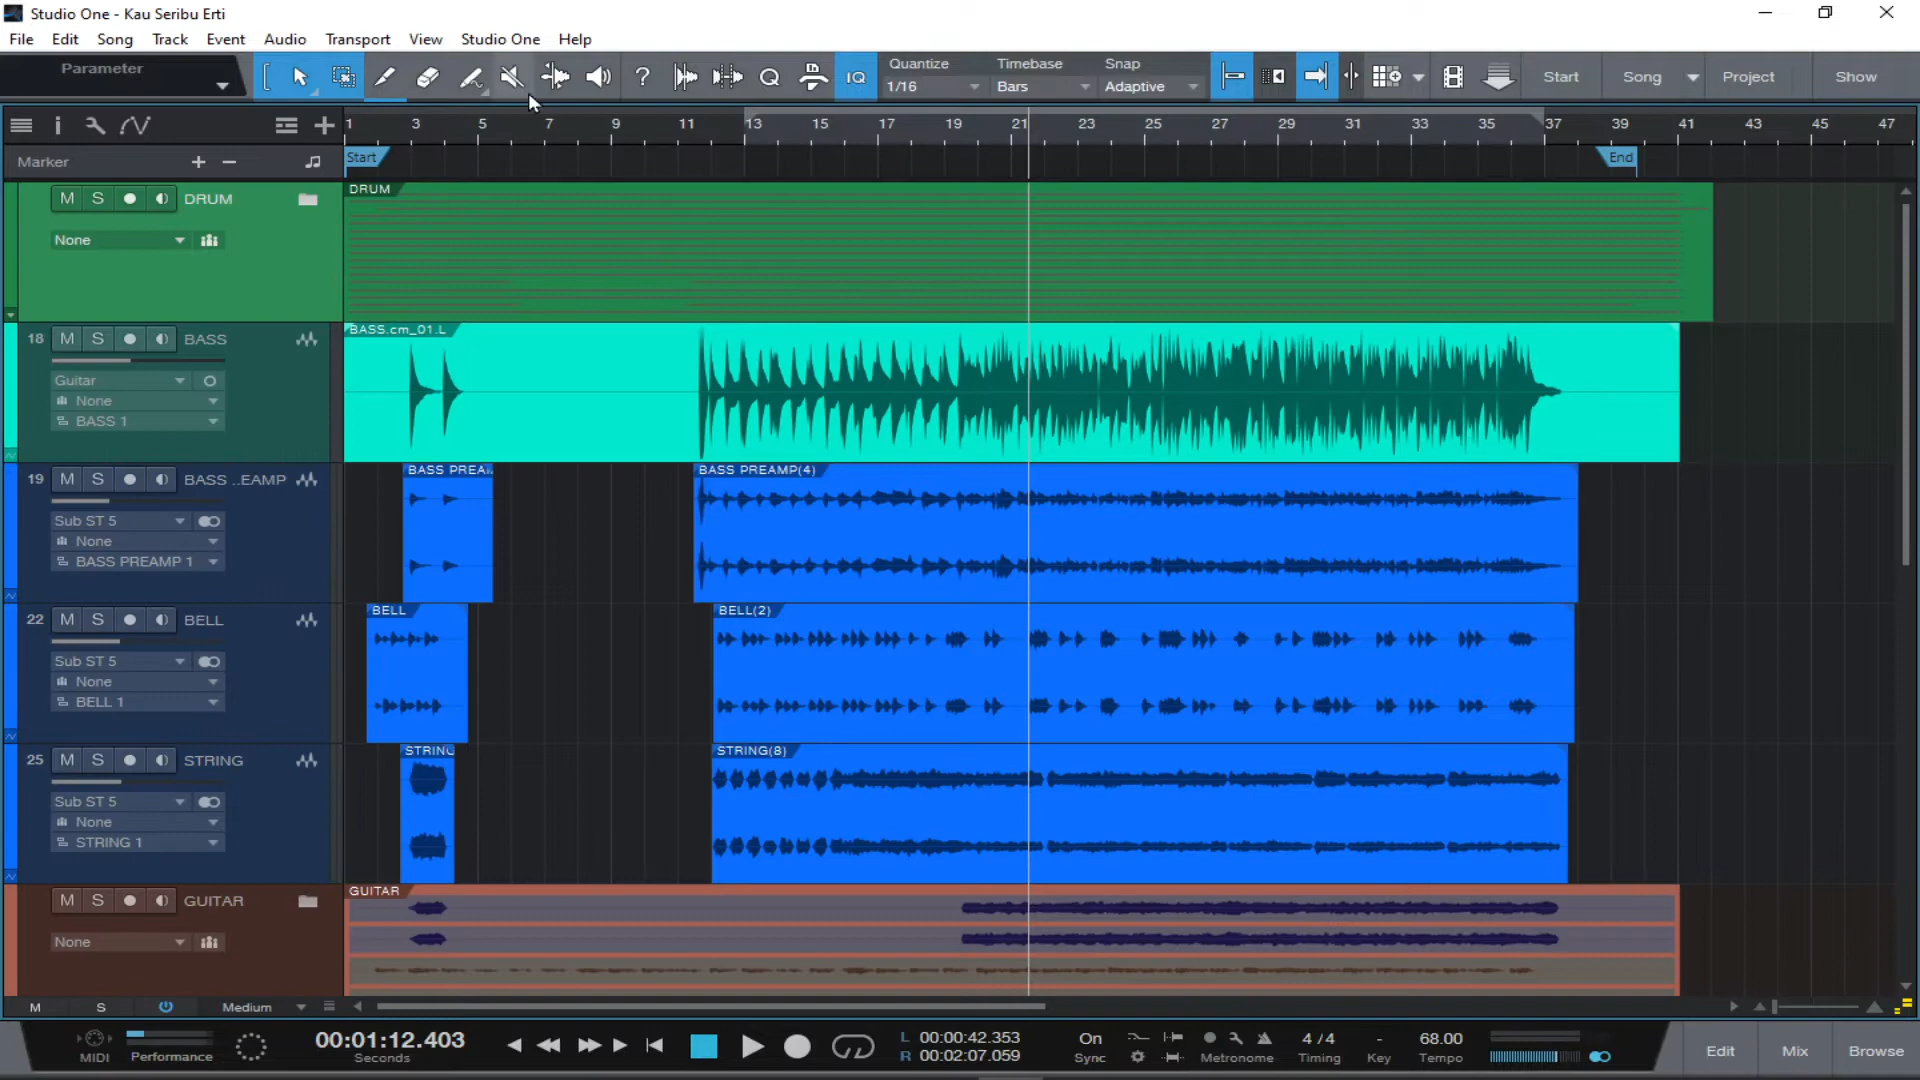 Studio One - Kau Seribu Erti
File Edit Song Track Event Audio Transport View Studio One Help
Parameter
? Q IQ
Quantize Timebase Snap
1/16 Bars Adaptive
Start Song Project Show
1 3 5 7 9 11 13 15 17 19 21 23 25 27 29 31 33 35 37 39 41 43 45 47
Marker + −
Start End
M S DRUM
None
DRUM
18 M S BASS
Guitar
None
BASS 1
BASS.cm_01.L
19 M S BASS ..EAMP
Sub ST 5
None
BASS PREAMP 1
BASS PREA
BASS PREAMP(4)
22 M S BELL
Sub ST 5
None
BELL 1
BELL
BELL(2)
25 M S STRING
Sub ST 5
None
STRING 1
STRING
STRING(8)
M S GUITAR
None
GUITAR
M S Medium
MIDI Performance
00:01:12.403
Seconds
L 00:00:42.353
R 00:02:07.059
On
Sync
Metronome
4 / 4
Timing
-
Key
68.00
Tempo
Edit Mix Browse